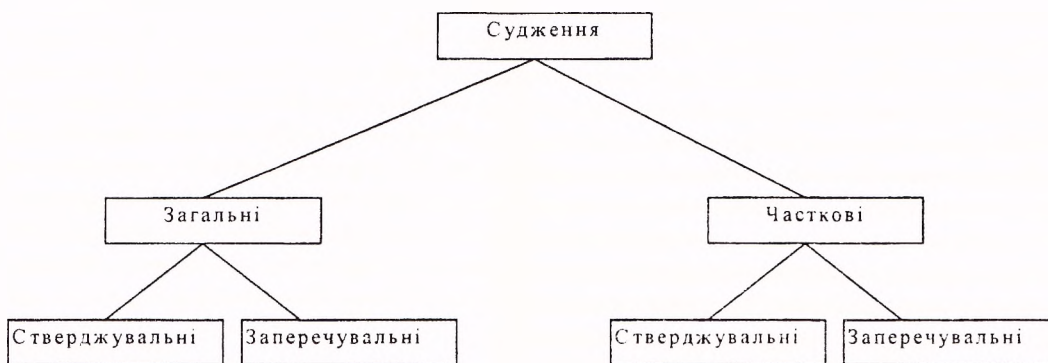 Судження
Загальні
Часткові
Стверджувальні
Заперечувальні
Стверджувальні
Заперечувальні